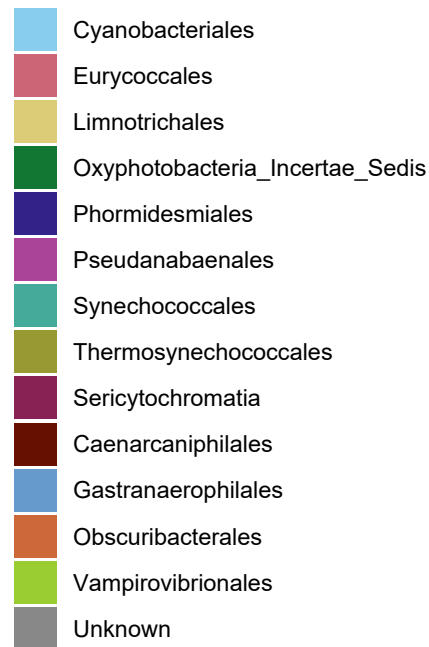 Cyanobacteriales
Eurycoccales
Limnotrichales
Oxyphotobacteria_Incertae_Sedis
Phormidesmiales
Pseudanabaenales
Synechococcales
Thermosynechococcales
Sericytochromatia
Caenarcaniphilales
Gastranaerophilales
Obscuribacterales
Vampirovibrionales
Unknown